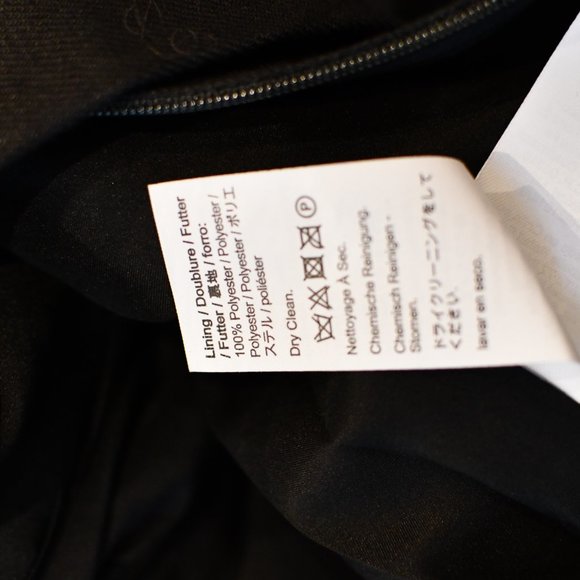 Lining / Doublure / Futter
/ Futter / 裏地 / forro:
100% Polyester / Polyester /
Polyester / Polyester / ポリエ
ステル / poliéster
Dry Clean.
P
Nettoyage À Sec.
Chemische Reinigung.
Chemisch Reinigen -
Stomen.
ドライクリーニングをして
ください.
lavar en seco.